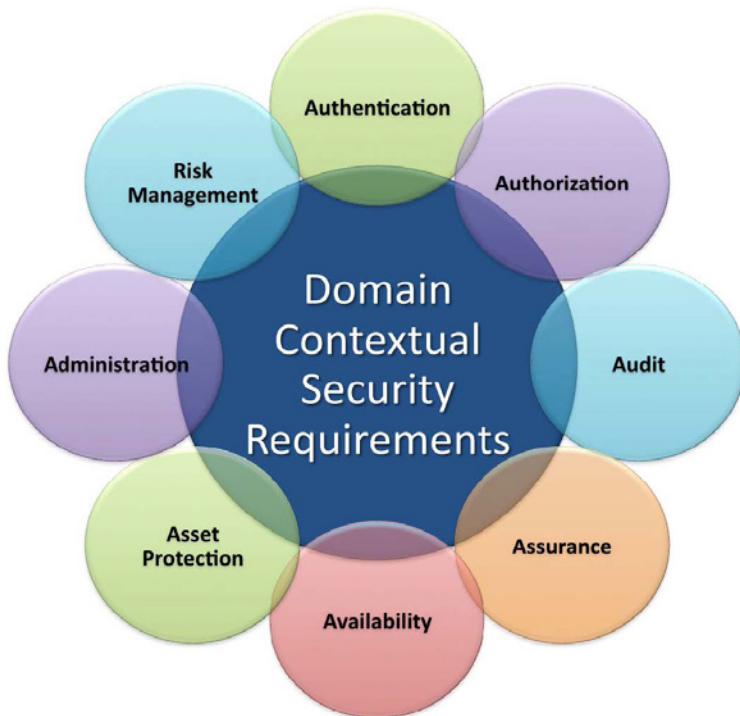 Authentication
Authorization
Audit
Assurance
Availability
Asset
Protection
Administration
Risk
Management
Domain
Contextual
Security
Requirements